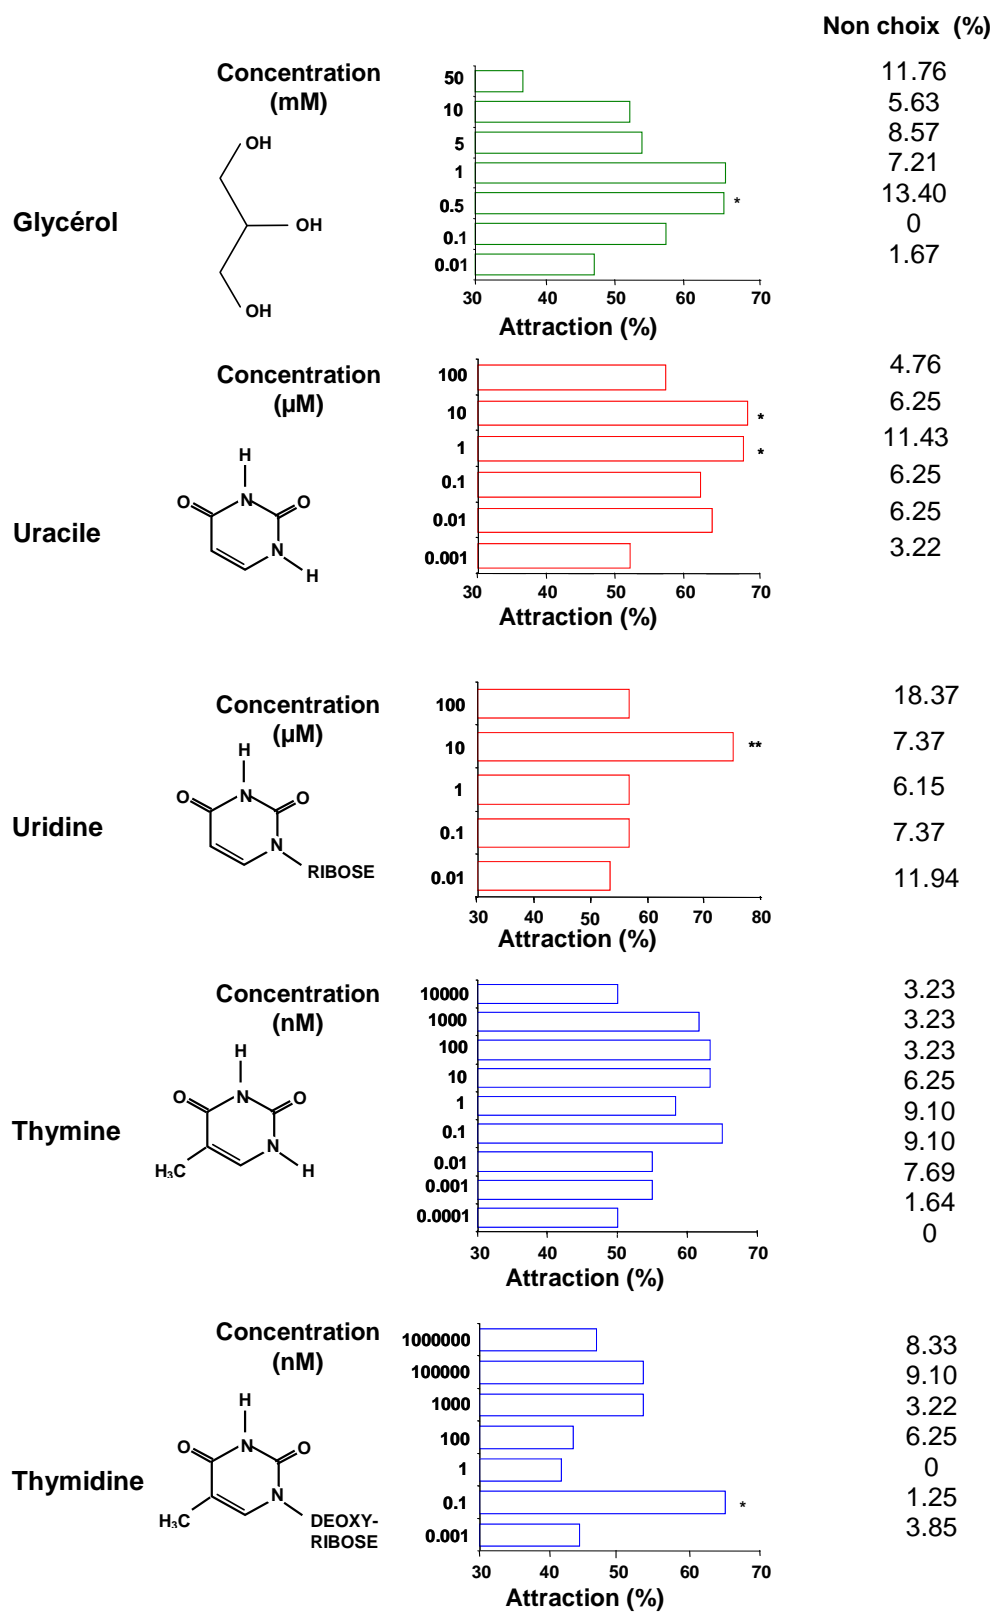 Non choix (%)
Concentration
(mM)
50
11.76
10
5.63
5
8.57
1
7.21
0.5
*
13.40
0.1
0
0.01
1.67
Glycérol
OH
OH
OH
30 40 50 60 70
Attraction (%)
Concentration
(µM)
100
4.76
10
*
6.25
1
*
11.43
0.1
6.25
0.01
6.25
0.001
3.22
Uracile
H
O N O
N
H
30 40 50 60 70
Attraction (%)
Concentration
(µM)
100
18.37
10
**
7.37
1
6.15
0.1
7.37
0.01
11.94
Uridine
H
O N O
N
RIBOSE
30 40 50 60 70 80
Attraction (%)
Concentration
(nM)
10000
3.23
1000
3.23
100
3.23
10
6.25
1
9.10
0.1
9.10
0.01
7.69
0.001
1.64
0.0001
0
Thymine
H
O N O
N
H₃C H
30 40 50 60 70
Attraction (%)
Concentration
(nM)
1000000
8.33
100000
9.10
1000
3.22
100
6.25
1
0
0.1
*
1.25
0.001
3.85
Thymidine
H
O N O
N
H₃C
DEOXY-
RIBOSE
30 40 50 60 70
Attraction (%)